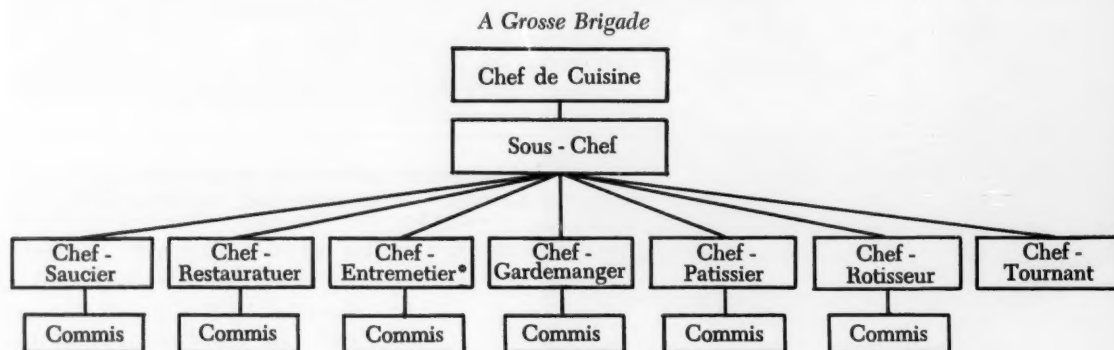 A Grosse Brigade
Chef de Cuisine
Sous - Chef
Chef -
Saucier
Chef -
Restauratuer
Chef -
Entremetier*
Chef -
Gardemanger
Chef -
Patissier
Chef -
Rotisseur
Chef -
Tournant
Commis
Commis
Commis
Commis
Commis
Commis